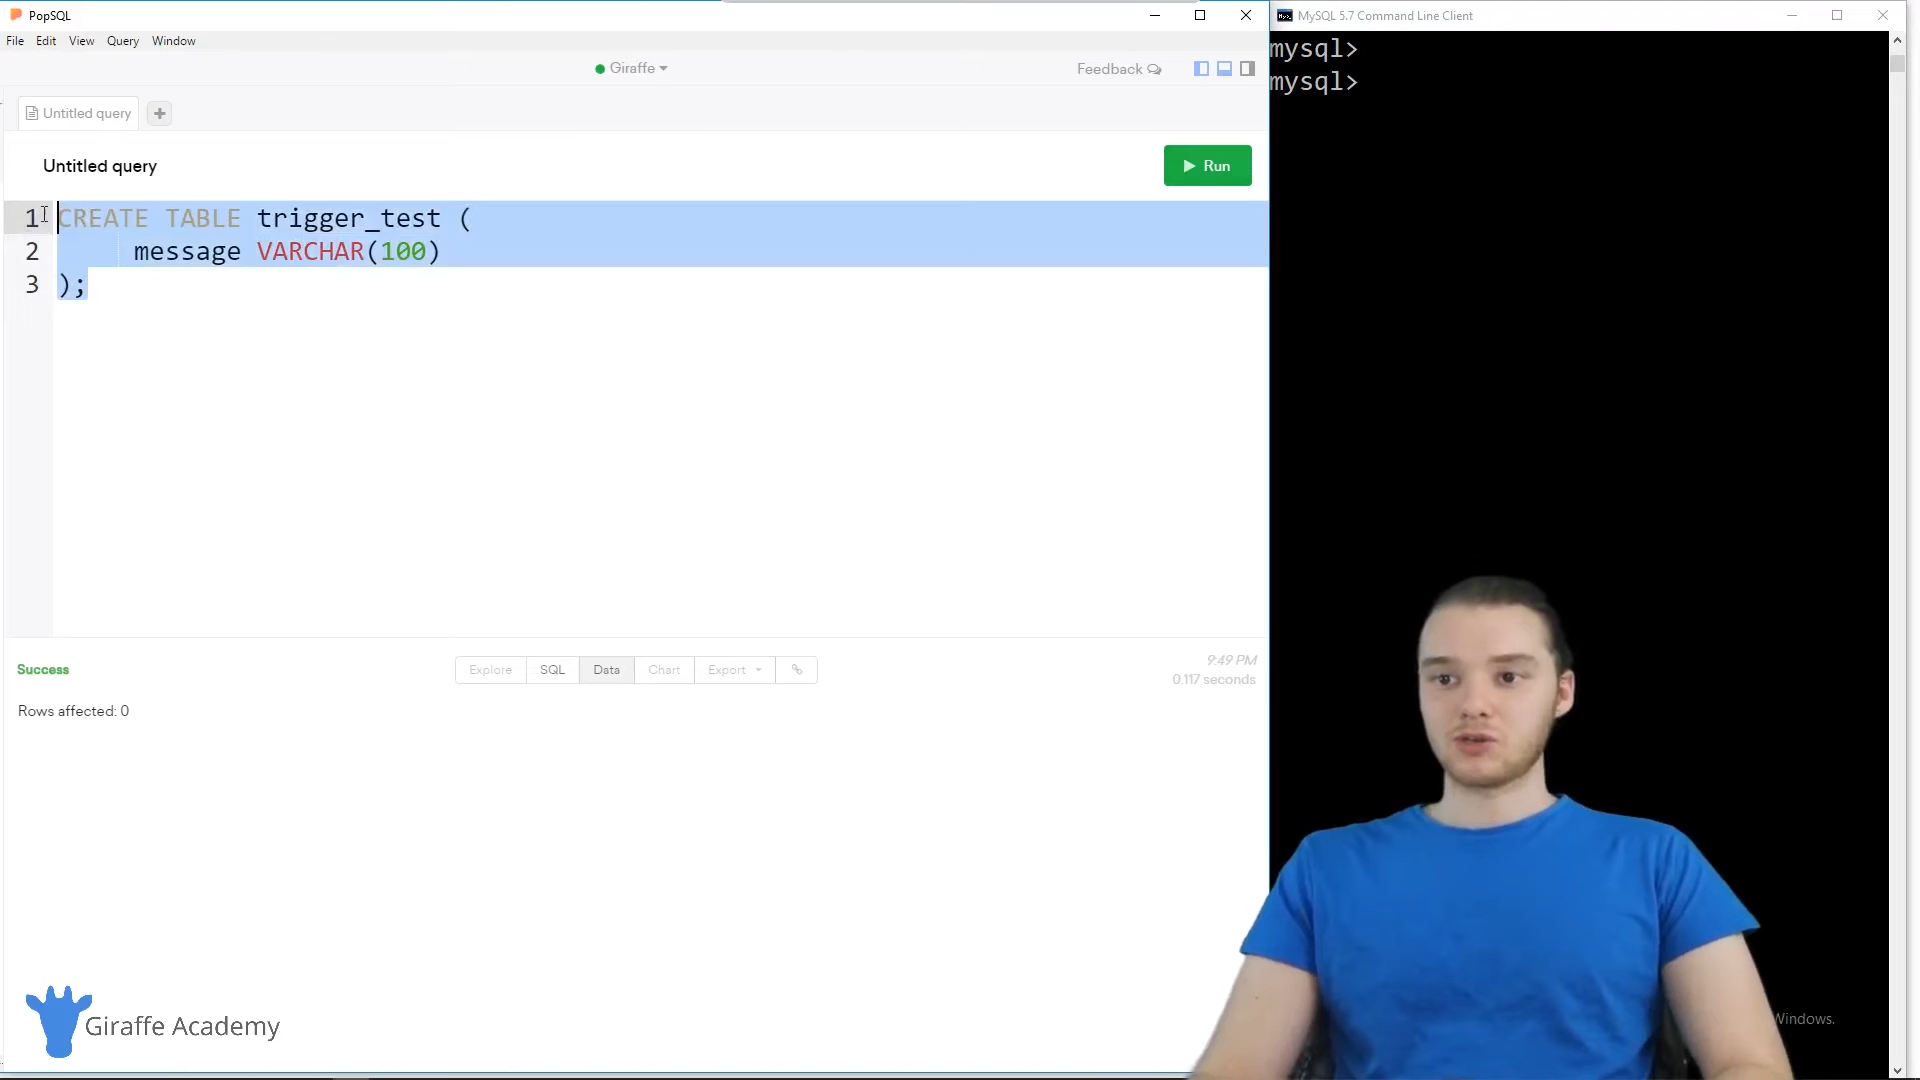 PopSQL
File Edit View Query Window
Giraffe
Feedback
Untitled query
Untitled query
Run
1 CREATE TABLE trigger_test (
2 message VARCHAR(100)
3 );
Success
Explore SQL Data Chart Export
9:49 PM
0.117 seconds
Rows affected: 0
Giraffe Academy
MySQL 5.7 Command Line Client
mysql>
mysql>
Windows.